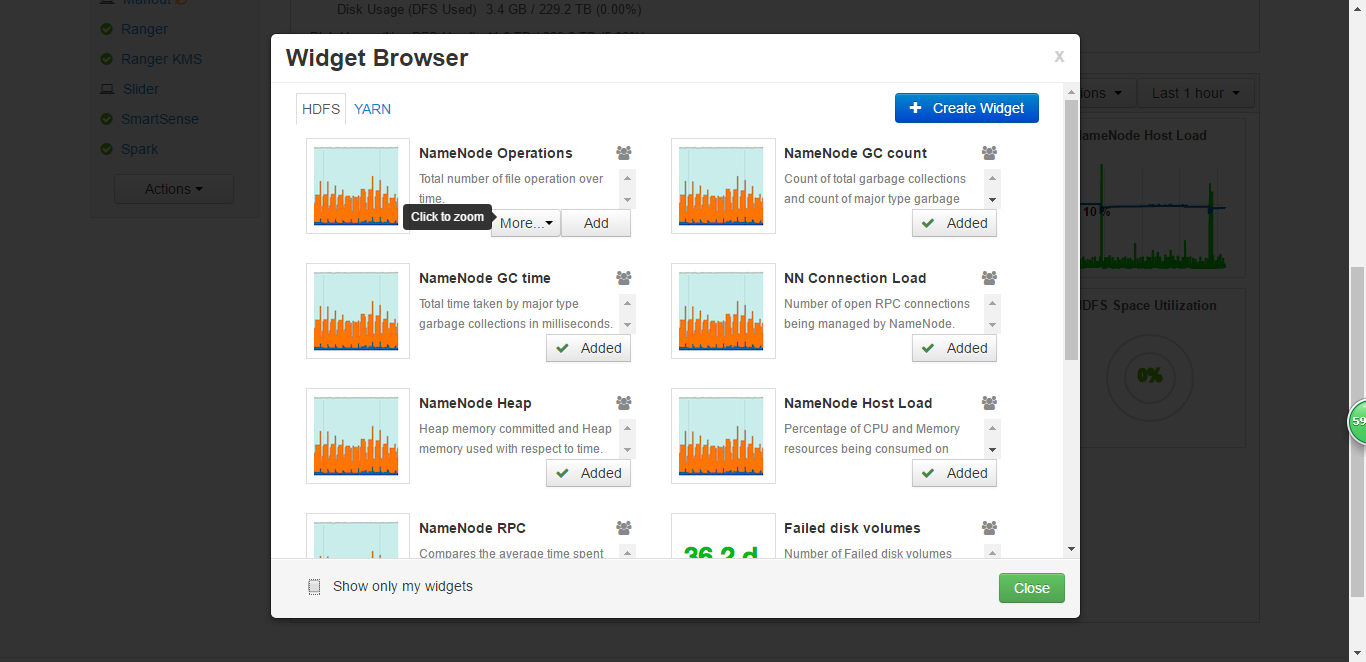 Mahout
Disk Usage (DFS Used) 3.4 GB / 229.2 TB (0.00%)
Ranger
Ranger KMS
Slider
SmartSense
Spark
Actions
Widget Browser
x
HDFS
YARN
Create Widget
NameNode Operations
Total number of file operation over
time.
Click to zoom
More...
Add
NameNode GC count
Count of total garbage collections
and count of major type garbage
Added
NameNode GC time
Total time taken by major type
garbage collections in milliseconds.
Added
NN Connection Load
Number of open RPC connections
being managed by NameNode.
Added
NameNode Heap
Heap memory committed and Heap
memory used with respect to time.
Added
NameNode Host Load
Percentage of CPU and Memory
resources being consumed on
Added
NameNode RPC
Compares the average time spent
36.2 d
Failed disk volumes
Number of Failed disk volumes
Show only my widgets
Close
ions
Last 1 hour
ameNode Host Load
10 %
DFS Space Utilization
0%
59